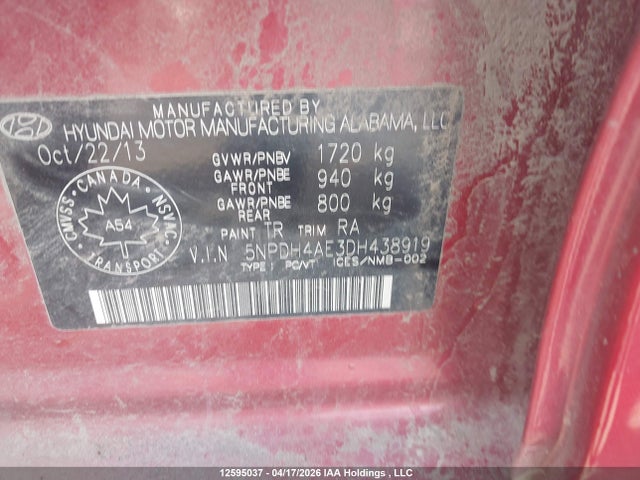 MANUFACTURED BY
HYUNDAI MOTOR MANUFACTURING ALABAMA, LLC
Oct/22/13
GVWR/PNBV 1720 kg
GAWR/PNBE FRONT 940 kg
GAWR/PNBE REAR 800 kg
PAINT TR TRIM RA
V.I.N 5NPDH4AE3DH438919
TYPE: PC/VT ICES/NMB-002
CANADA
CMVSS NSVAC
A54
TRANSPORT
12595037 - 04/17/2026 IAA Holdings , LLC